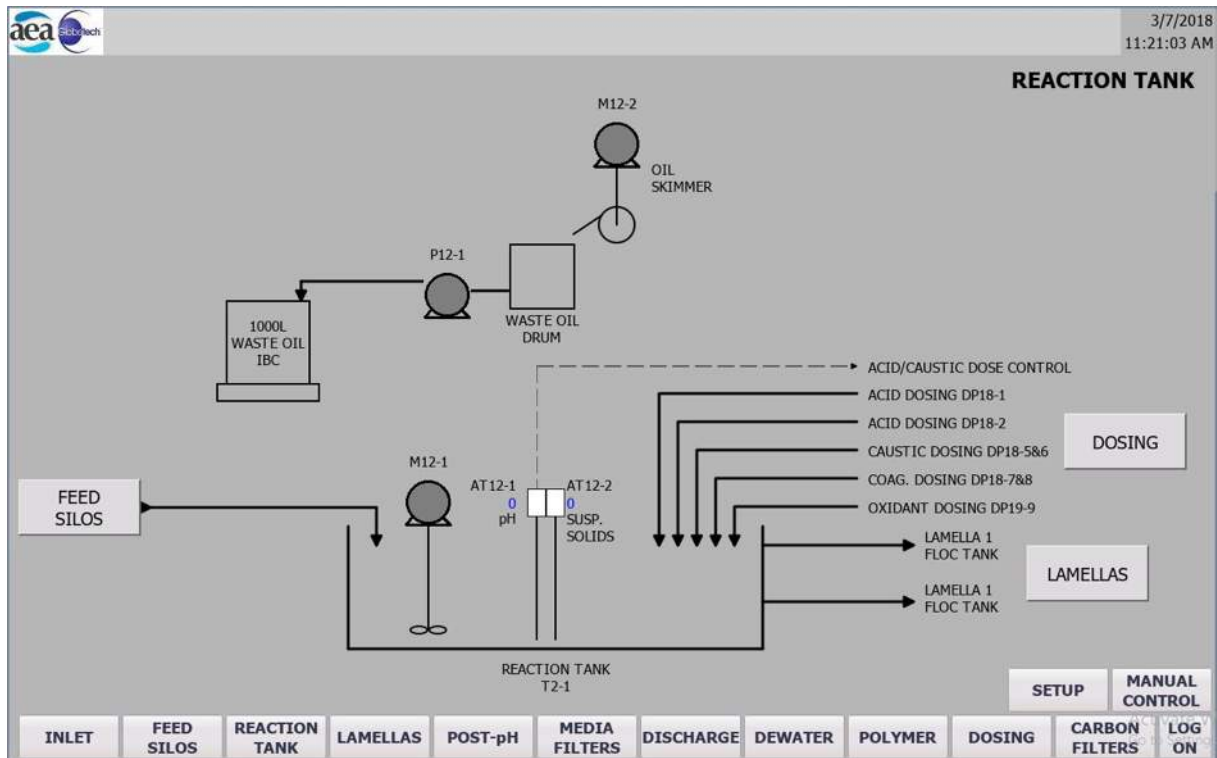 aea
Globotech
3/7/2018
11:21:03 AM
REACTION TANK
M12-2
OIL
SKIMMER
P12-1
1000L
WASTE OIL
IBC
WASTE OIL
DRUM
ACID/CAUSTIC DOSE CONTROL
ACID DOSING DP18-1
ACID DOSING DP18-2
CAUSTIC DOSING DP18-5&6
COAG. DOSING DP18-7&8
OXIDANT DOSING DP19-9
DOSING
FEED
SILOS
M12-1
AT12-1
0
pH
AT12-2
0
SUSP.
SOLIDS
LAMELLA 1
FLOC TANK
LAMELLA 1
FLOC TANK
LAMELLAS
REACTION TANK
T2-1
SETUP
MANUAL
CONTROL
INLET
FEED
SILOS
REACTION
TANK
LAMELLAS
POST-pH
MEDIA
FILTERS
DISCHARGE
DEWATER
POLYMER
DOSING
CARBON
FILTERS
LOG
ON